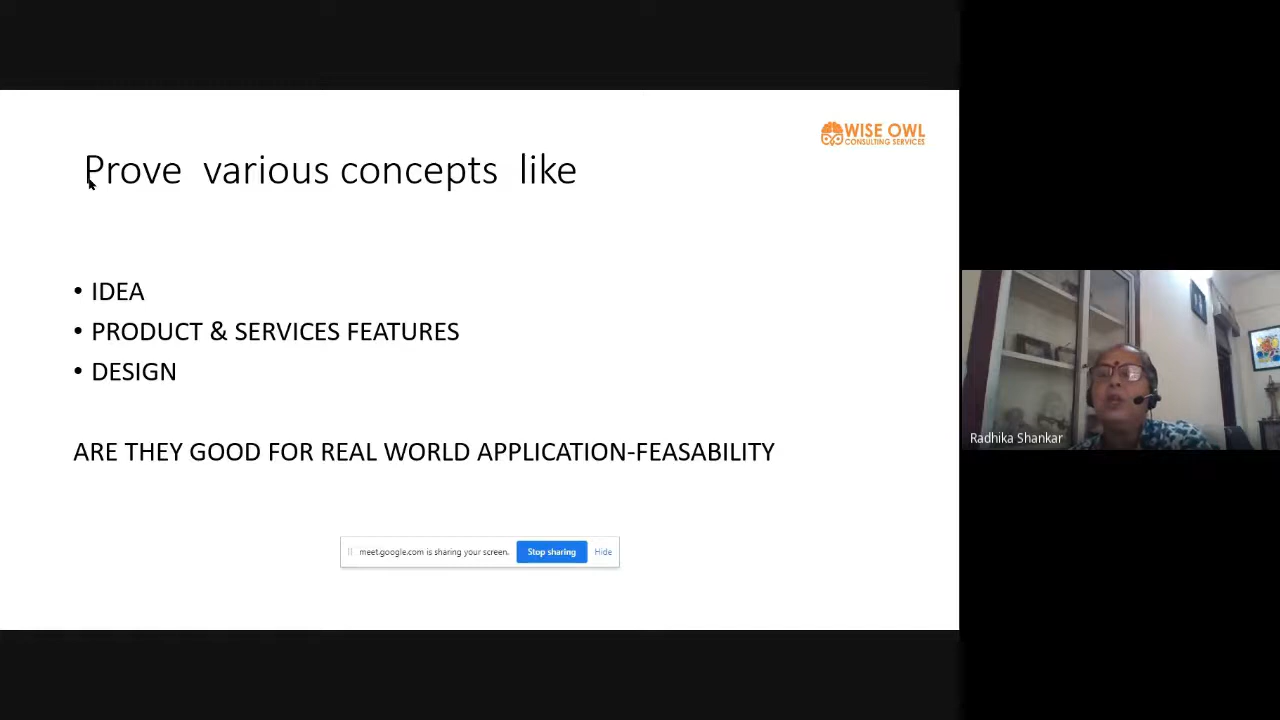 WISE OWL
CONSULTING SERVICES
Prove various concepts like
• IDEA
• PRODUCT & SERVICES FEATURES
• DESIGN
ARE THEY GOOD FOR REAL WORLD APPLICATION-FEASABILITY
meet.google.com is sharing your screen. Stop sharing Hide
Radhika Shankar